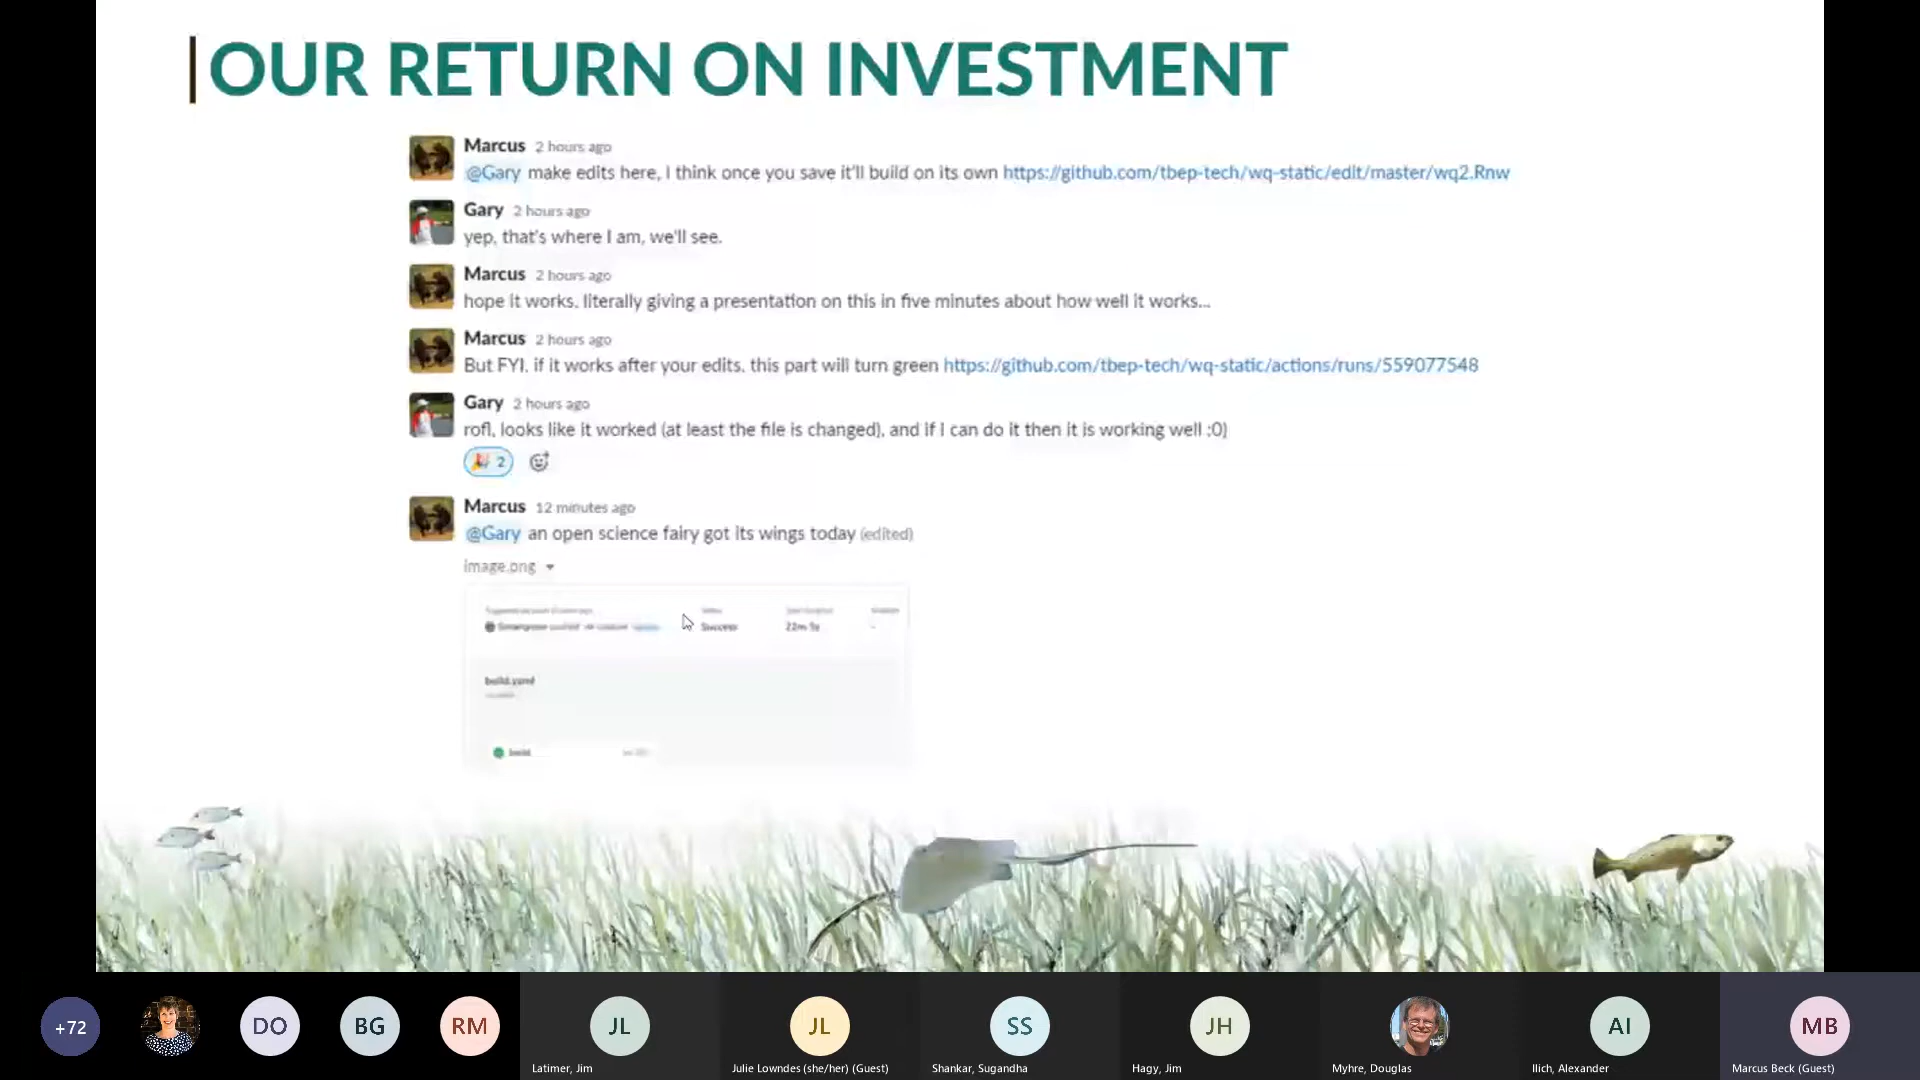 OUR RETURN ON INVESTMENT
Marcus 2 hours ago
@Gary make edits here, I think once you save it'll build on its own https://github.com/tbep-tech/wq-static/edit/master/wq2.Rnw
Gary 2 hours ago
yep, that's where I am, we'll see.
Marcus 2 hours ago
hope it works, literally giving a presentation on this in five minutes about how well it works...
Marcus 2 hours ago
But FYI, if it works after your edits, this part will turn green https://github.com/tbep-tech/wq-static/actions/runs/559077548
Gary 2 hours ago
rofl, looks like it worked (at least the file is changed), and if I can do it then it is working well ;0)
2
Marcus 12 minutes ago
@Gary an open science fairy got its wings today (edited)
image.png
Success 22m 5s
build.yaml
build
+72 DO BG RM JL JL SS JH AI MB
Latimer, Jim
Julie Lowndes (she/her) (Guest)
Shankar, Sugandha
Hagy, Jim
Myhre, Douglas
Ilich, Alexander
Marcus Beck (Guest)